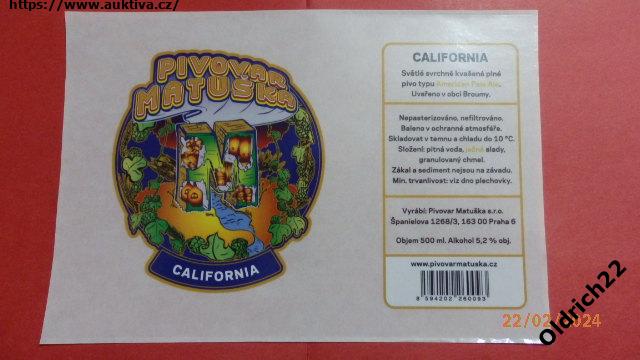 https://www.auktiva.cz/
PIVOVAR
MATUŠKA
CALIFORNIA
CALIFORNIA
Světlé svrchně kvašené plné
pivo typu American Pale Ale.
Uvařeno v obci Broumy.
Nepasterizováno, nefiltrováno.
Baleno v ochranné atmosféře.
Skladovat v temnu a chladu do 10 °C.
Složení: pitná voda, ječné slady,
granulovaný chmel.
Zákal a sediment nejsou na závadu.
Min. trvanlivost: viz dno plechovky.
Vyrábí: Pivovar Matuška s.r.o.
Španielova 1268/3, 163 00 Praha 6
Objem 500 ml. Alkohol 5,2 % obj.
www.pivovarmatuska.cz
8 594202 260093
22/02/2024
Oldrich22